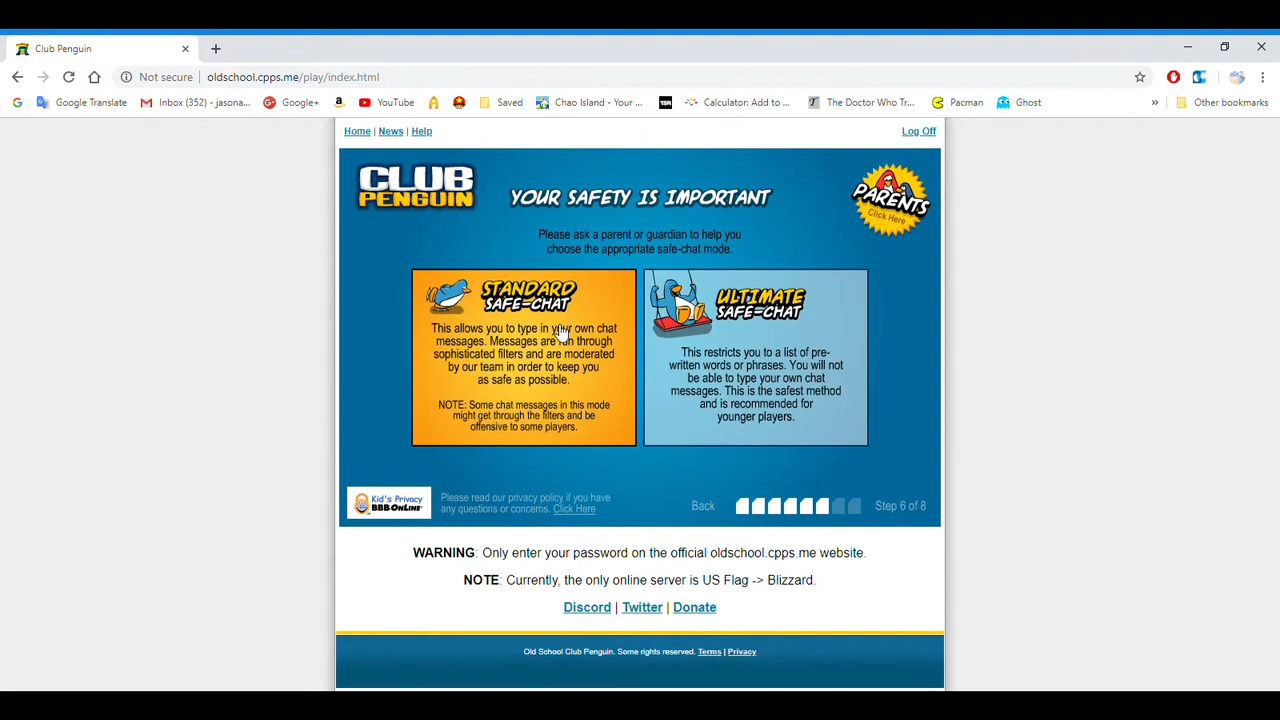 Club Penguin
Not secure oldschool.cpps.me/play/index.html
Google Translate Inbox (352) - jasona... Google+ YouTube Saved Chao Island - Your ... TSR Calculator: Add to ... The Doctor Who Tr... Pacman Ghost » Other bookmarks
Home | News | Help Log Off
CLUB PENGUIN
YOUR SAFETY IS IMPORTANT
PARENTS
Click Here
Please ask a parent or guardian to help you
choose the appropriate safe-chat mode.
STANDARD
SAFE-CHAT
This allows you to type in your own chat
messages. Messages are run through
sophisticated filters and are moderated
by our team in order to keep you
as safe as possible.
NOTE: Some chat messages in this mode
might get through the filters and be
offensive to some players.
ULTIMATE
SAFE-CHAT
This restricts you to a list of pre-
written words or phrases. You will not
be able to type your own chat
messages. This is the safest method
and is recommended for
younger players.
Kid's Privacy
BBB OnLine
Please read our privacy policy if you have
any questions or concerns. Click Here
Back Step 6 of 8
WARNING: Only enter your password on the official oldschool.cpps.me website.
NOTE: Currently, the only online server is US Flag -> Blizzard.
Discord | Twitter | Donate
Old School Club Penguin. Some rights reserved. Terms | Privacy